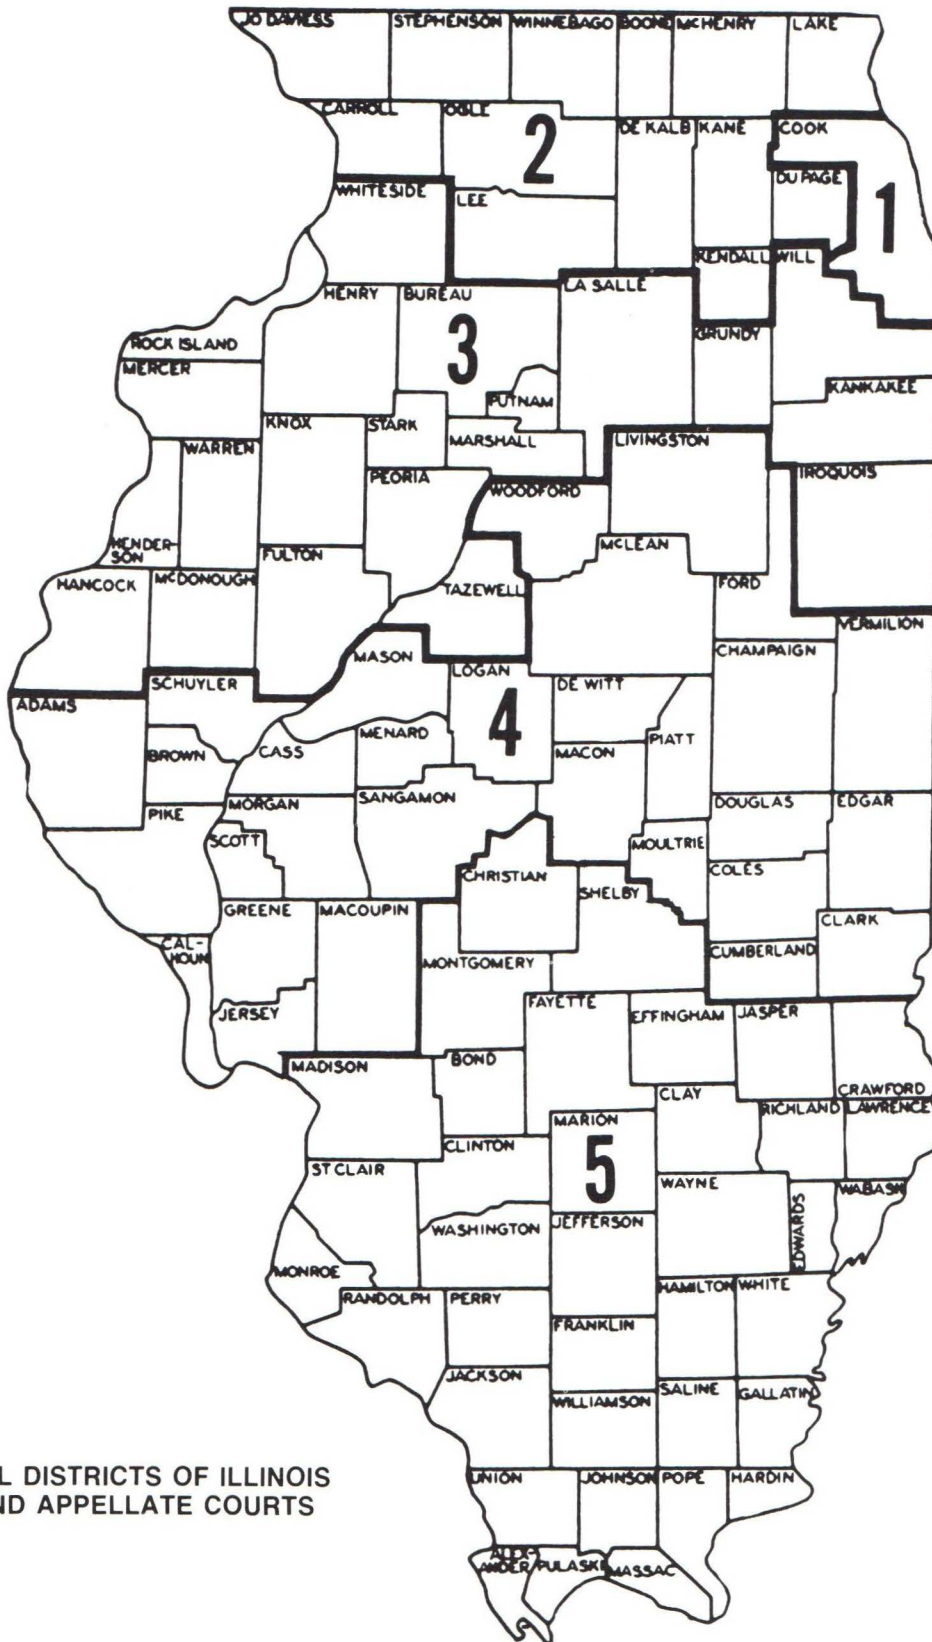 JO DAVIESS STEPHENSON WINNEBAGO BOONE McHENRY LAKE
CARROLL OGLE
2
DE KALB KANE COOK
WHITESIDE LEE
DU PAGE
1
KENDALL WILL
HENRY BUREAU LA SALLE
3
ROCK ISLAND
GRUNDY
MERCER
KANKAKEE
PUTNAM
KNOX STARK
MARSHALL LIVINGSTON
WARREN
PEORIA
WOODFORD
IROQUOIS
HENDER-
SON
FULTON
McLEAN
HANCOCK McDONOUGH
TAZEWELL
FORD
VERMILION
MASON
CHAMPAIGN
SCHUYLER
LOGAN
DE WITT
ADAMS
4
BROWN CASS
MENARD
MACON
PIATT
PIKE
MORGAN
SANGAMON
DOUGLAS EDGAR
SCOTT
MOULTRIE
COLES
CHRISTIAN
SHELBY
GREENE MACOUPIN
CLARK
CAL-
HOUN
MONTGOMERY
CUMBERLAND
JERSEY
FAYETTE
EFFINGHAM JASPER
MADISON
BOND
CLAY
CRAWFORD
RICHLAND LAWRENCE
MARION
CLINTON
5
ST CLAIR
WAYNE
WABASH
EDWARDS
WASHINGTON
JEFFERSON
MONROE
RANDOLPH PERRY
HAMILTON WHITE
FRANKLIN
JACKSON
WILLIAMSON
SALINE GALLATIN
L DISTRICTS OF ILLINOIS
ND APPELLATE COURTS
UNION JOHNSON POPE HARDIN
ALEX-
ANDER
PULASKI MASSAC